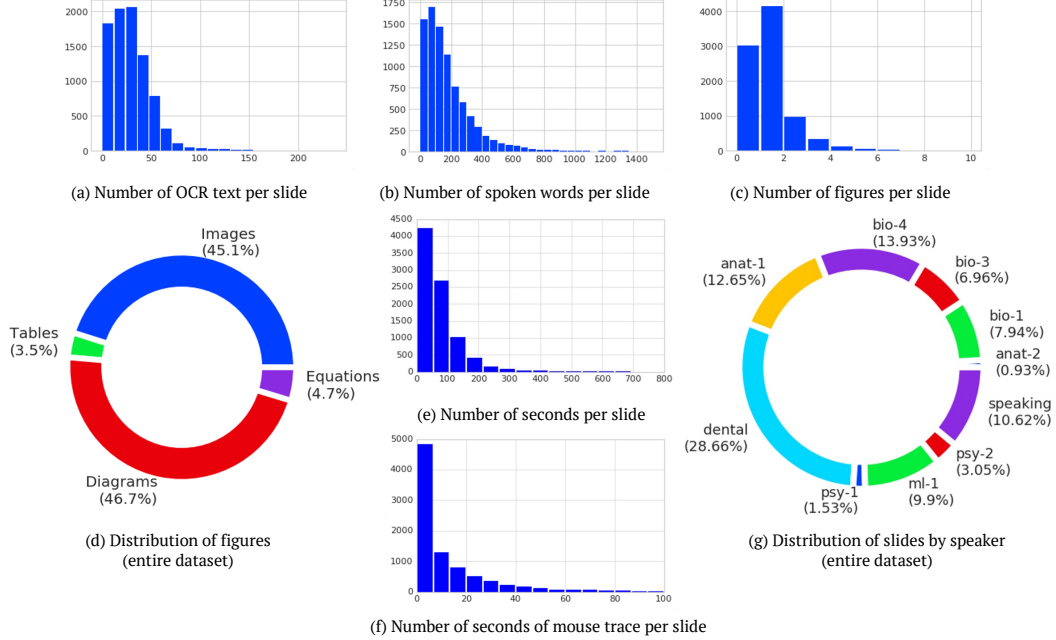 2000
1500
1000
500
0
0 50 100 150 200
(a) Number of OCR text per slide
1750
1500
1250
1000
750
500
250
0
0 200 400 600 800 1000 1200 1400
(b) Number of spoken words per slide
4000
3000
2000
1000
0
0 2 4 6 8 10
(c) Number of figures per slide
Images
(45.1%)
Tables
(3.5%)
Equations
(4.7%)
Diagrams
(46.7%)
(d) Distribution of figures
(entire dataset)
4500
4000
3500
3000
2500
2000
1500
1000
500
0
0 100 200 300 400 500 600 700 800
(e) Number of seconds per slide
5000
4000
3000
2000
1000
0
0 20 40 60 80 100
(f) Number of seconds of mouse trace per slide
bio-4
(13.93%)
anat-1
(12.65%)
bio-3
(6.96%)
bio-1
(7.94%)
anat-2
(0.93%)
speaking
(10.62%)
dental
(28.66%)
psy-2
(3.05%)
ml-1
(9.9%)
psy-1
(1.53%)
(g) Distribution of slides by speaker
(entire dataset)